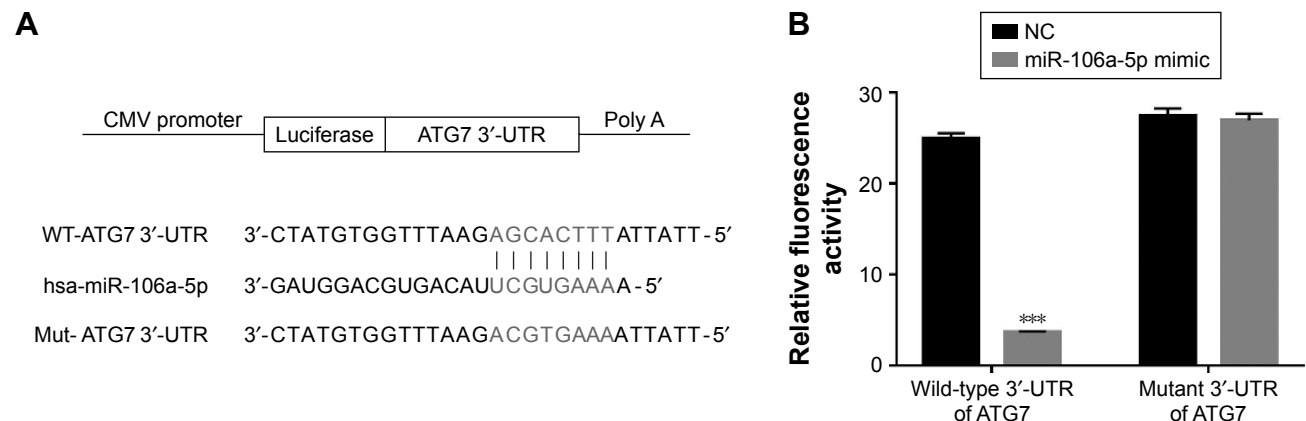 A
CMV promoter
Luciferase
ATG7 3′-UTR
Poly A
WT-ATG7 3′-UTR 3′-CTATGTGGTTTAAGAGCACTTTATTATT-5′
hsa-miR-106a-5p 3′-GAUGGACGUGACAUUCGUGAAAA-5′
Mut- ATG7 3′-UTR 3′-CTATGTGGTTTAAGACGTGAAAATTATT-5′
B
NC
miR-106a-5p mimic
Relative fluorescence
activity
30
20
10
0
***
Wild-type 3′-UTR
of ATG7
Mutant 3′-UTR
of ATG7